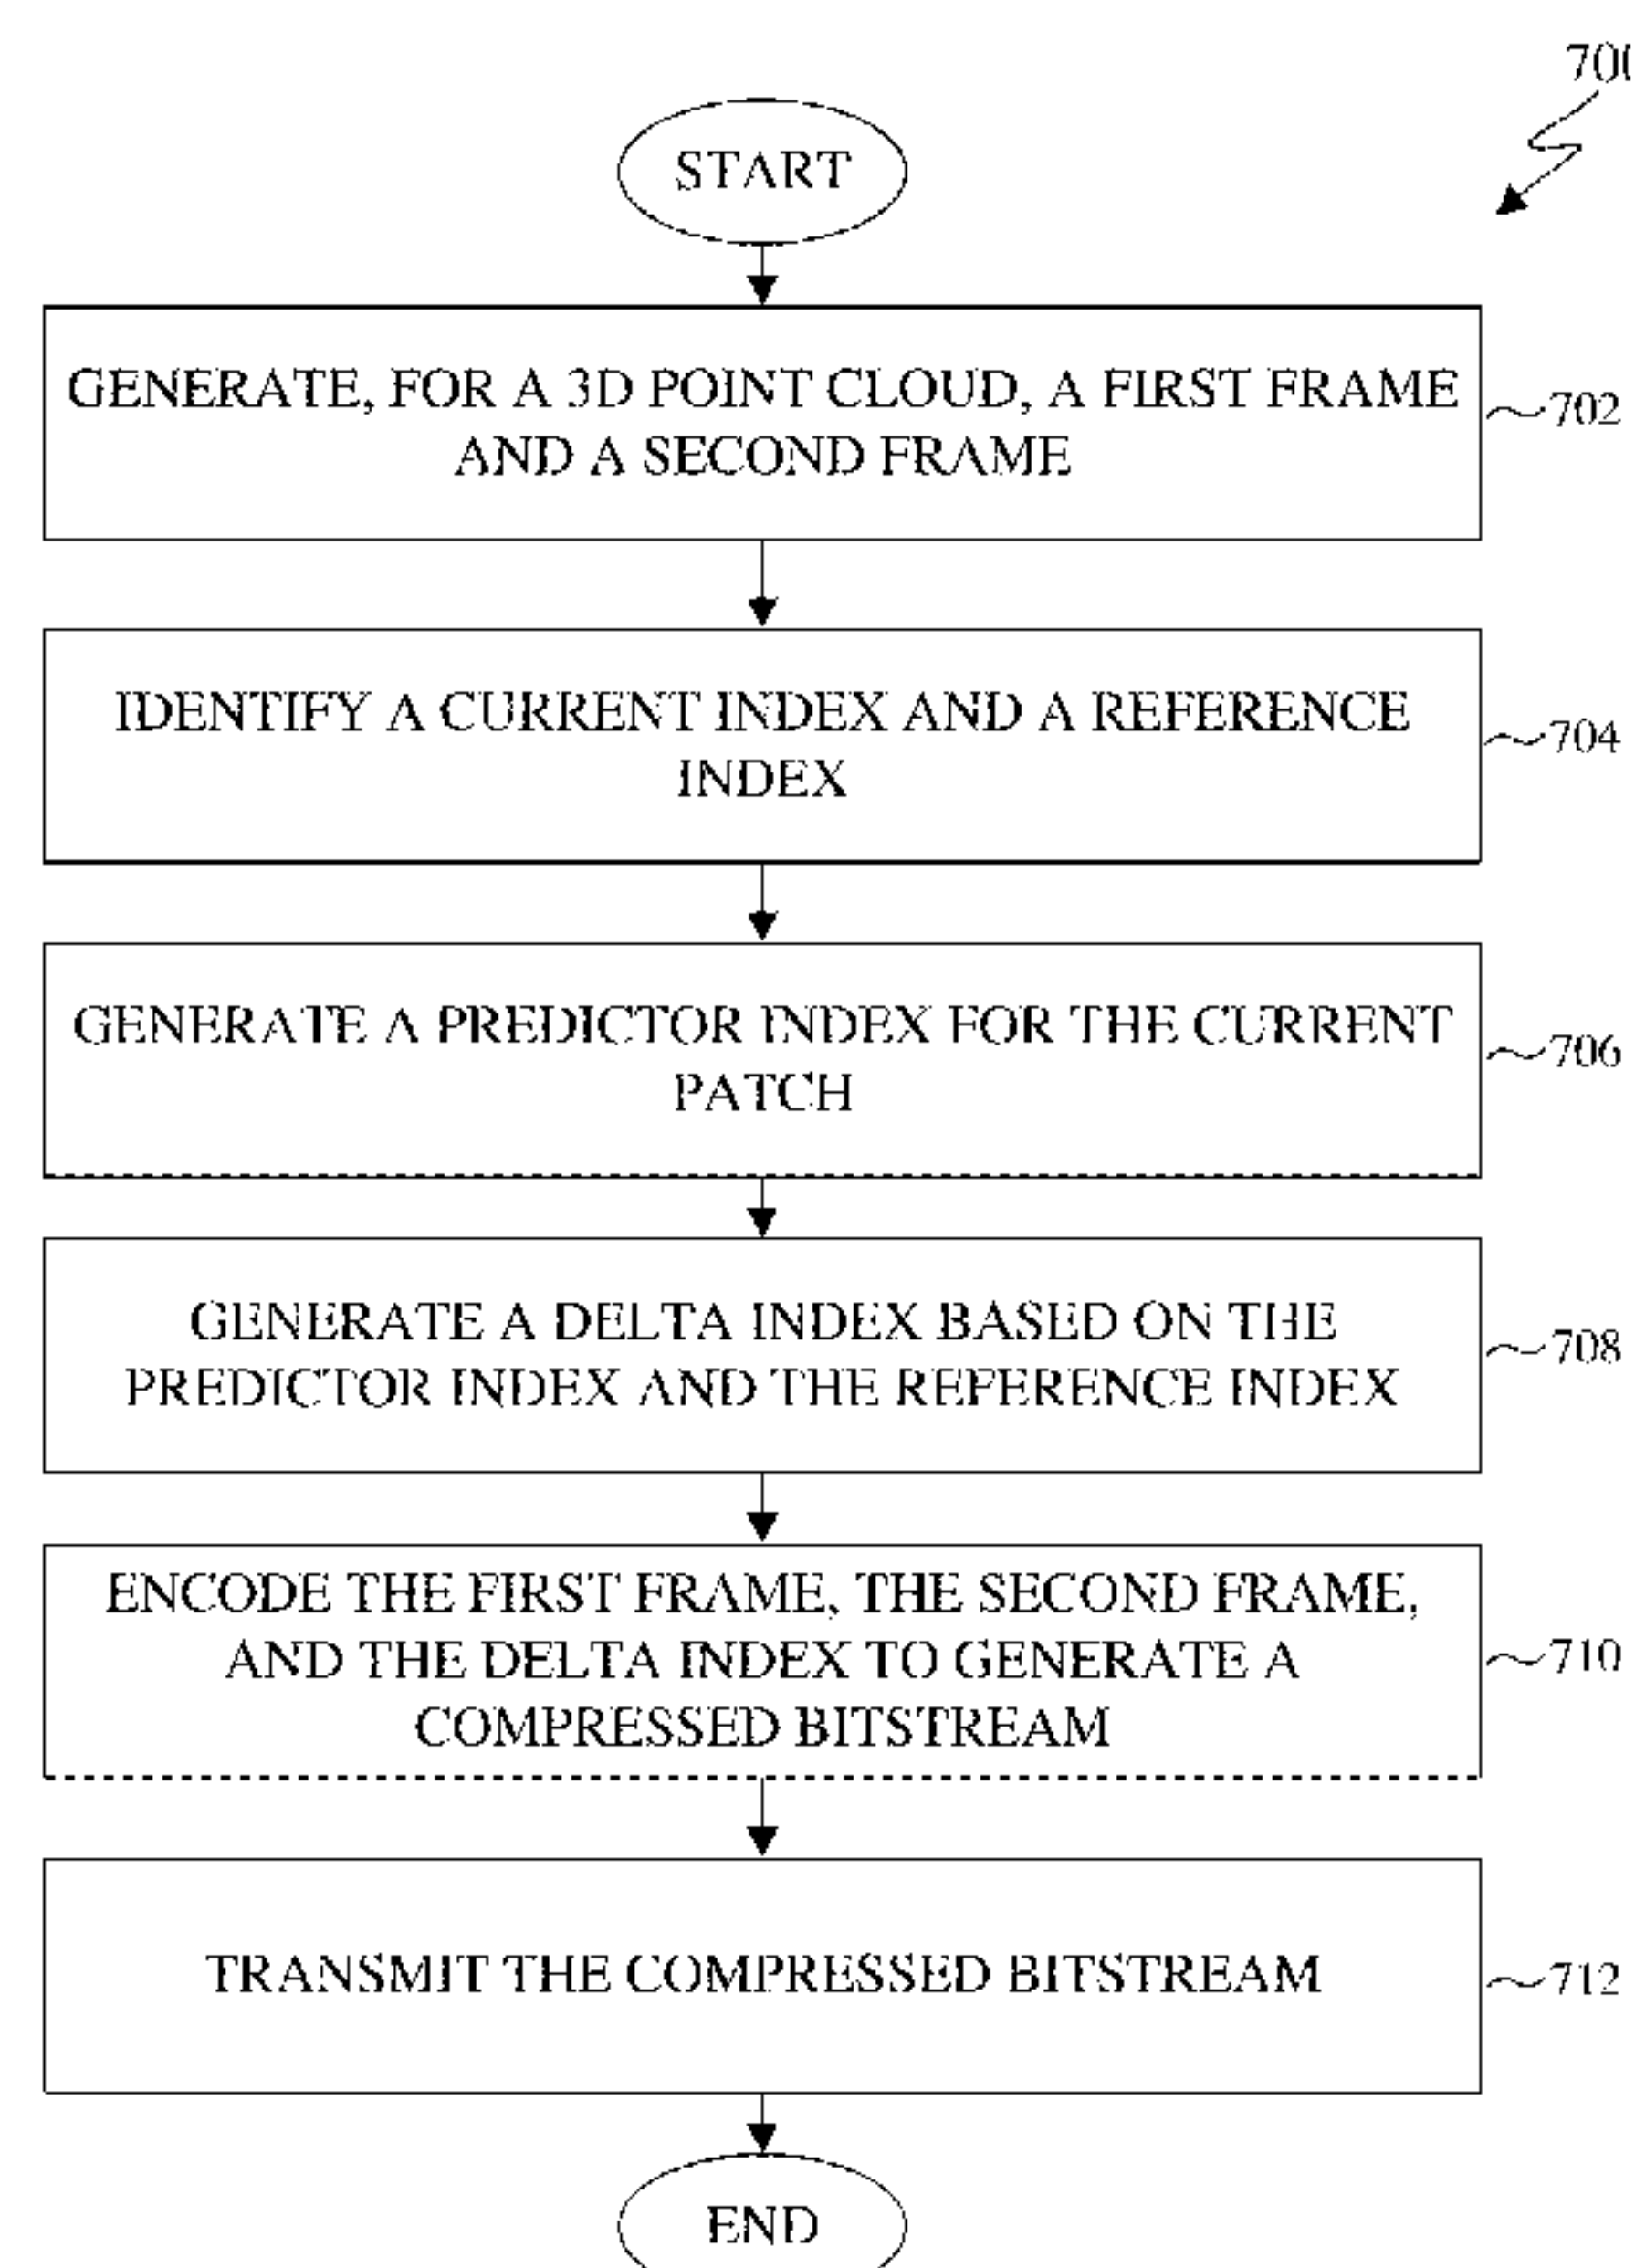 700
START
GENERATE, FOR A 3D POINT CLOUD, A FIRST FRAME
AND A SECOND FRAME
702
IDENTIFY A CURRENT INDEX AND A REFERENCE
INDEX
704
GENERATE A PREDICTOR INDEX FOR THE CURRENT
PATCH
706
GENERATE A DELTA INDEX BASED ON THE
PREDICTOR INDEX AND THE REFERENCE INDEX
708
ENCODE THE FIRST FRAME, THE SECOND FRAME,
AND THE DELTA INDEX TO GENERATE A
COMPRESSED BITSTREAM
710
TRANSMIT THE COMPRESSED BITSTREAM
712
END